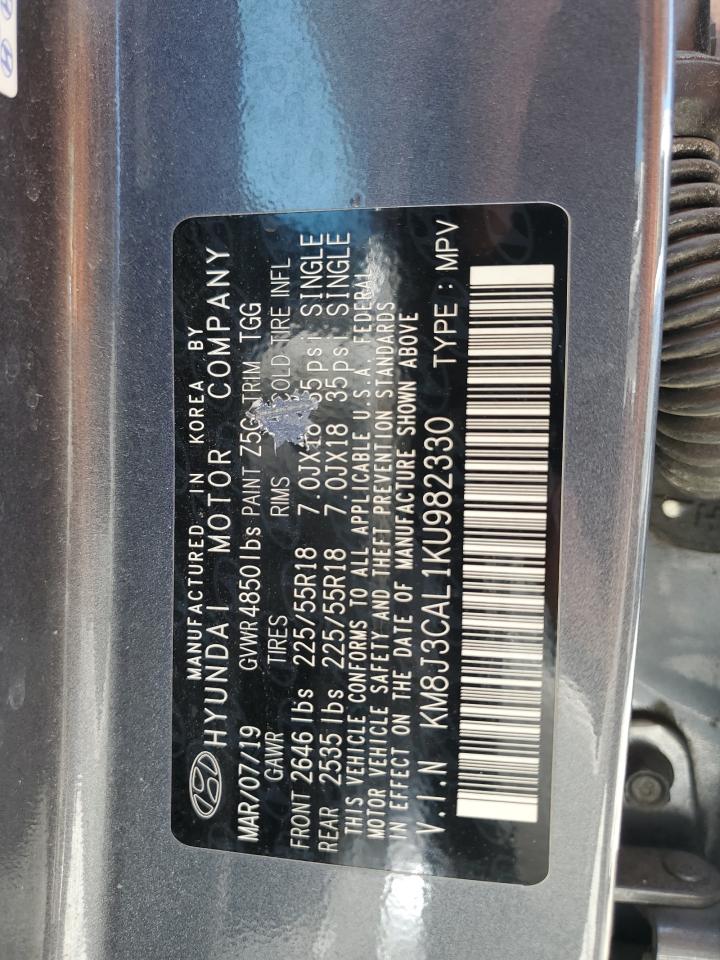 MANUFACTURED IN KOREA BY
HYUNDAI MOTOR COMPANY
MAR/07/19 GVWR 4850 lbs PAINT TRIM TGG
GAWR TIRES RMS COLD TIRE INFL
FRONT 2646 lbs 225/55R18 7.0JX18 35psi SINGLE
REAR 2535 lbs 225/55R18 7.0JX18 35psi SINGLE
THIS VEHICLE CONFORMS TO ALL APPLICABLE U.S.A. FEDERAL
MOTOR VEHICLE SAFETY AND THEFT PREVENTION STANDARDS
IN EFFECT ON THE DATE OF MANUFACTURE SHOWN ABOVE
V.I.N KM8J3CAL1KU982330 TYPE : MPV